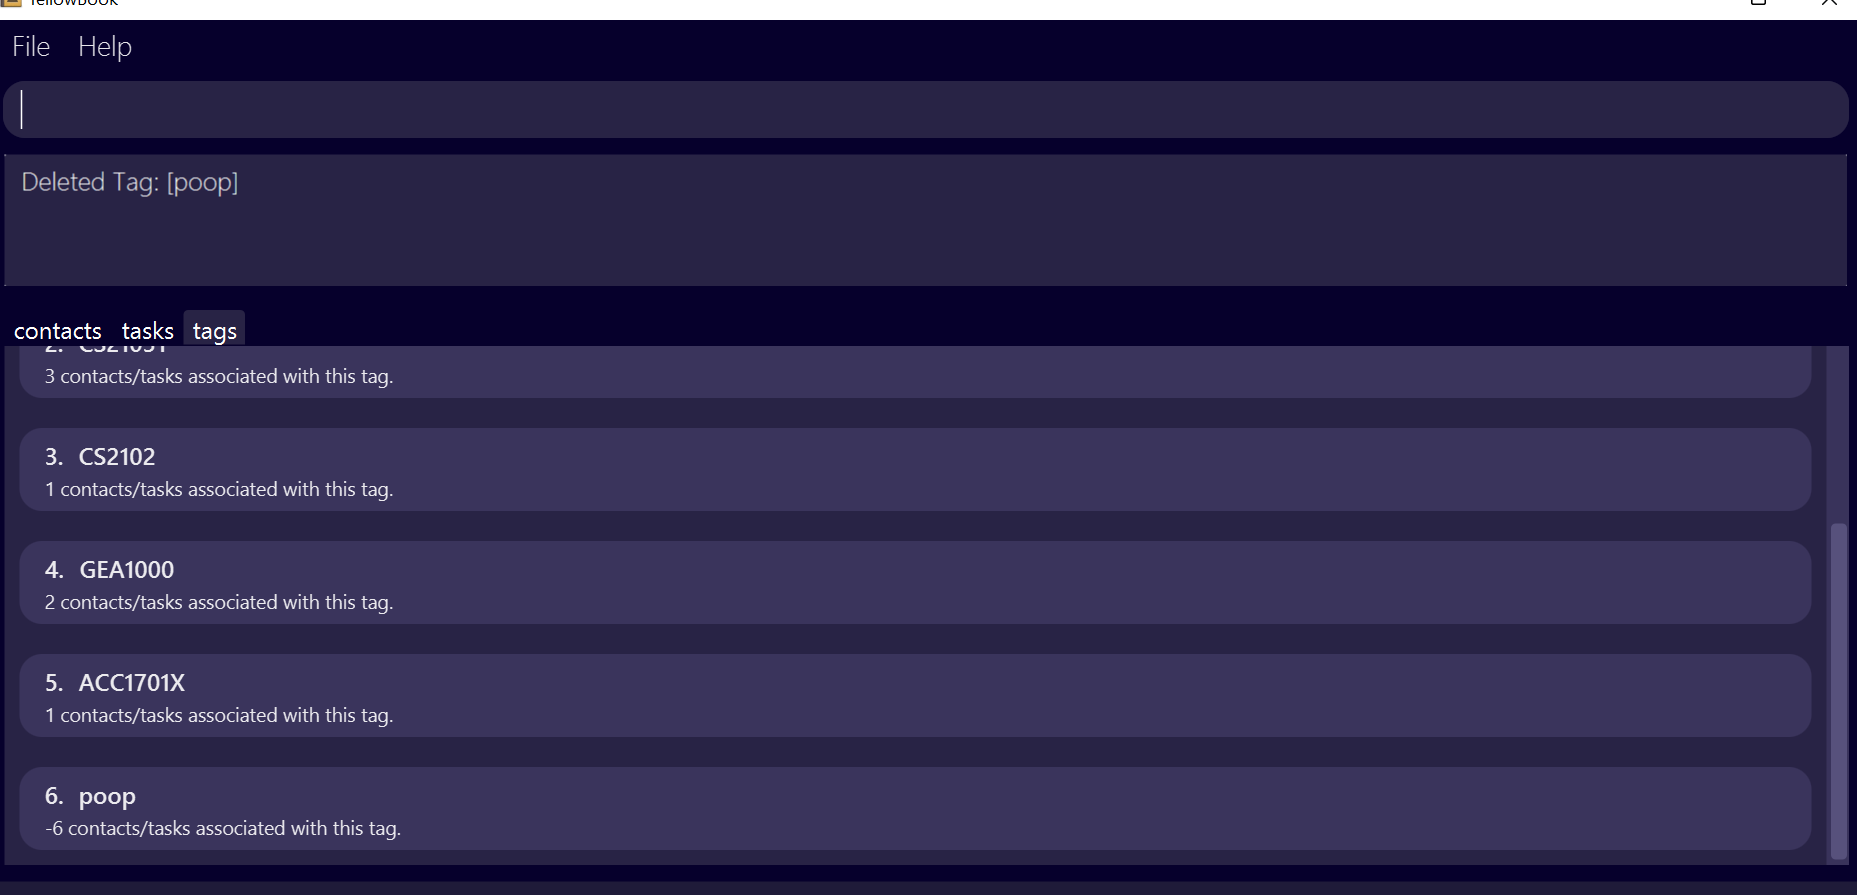 YellowBook
File Help
Deleted Tag: [poop]
contacts tasks tags
2.
3 contacts/tasks associated with this tag.
3. CS2102
1 contacts/tasks associated with this tag.
4. GEA1000
2 contacts/tasks associated with this tag.
5. ACC1701X
1 contacts/tasks associated with this tag.
6. poop
-6 contacts/tasks associated with this tag.